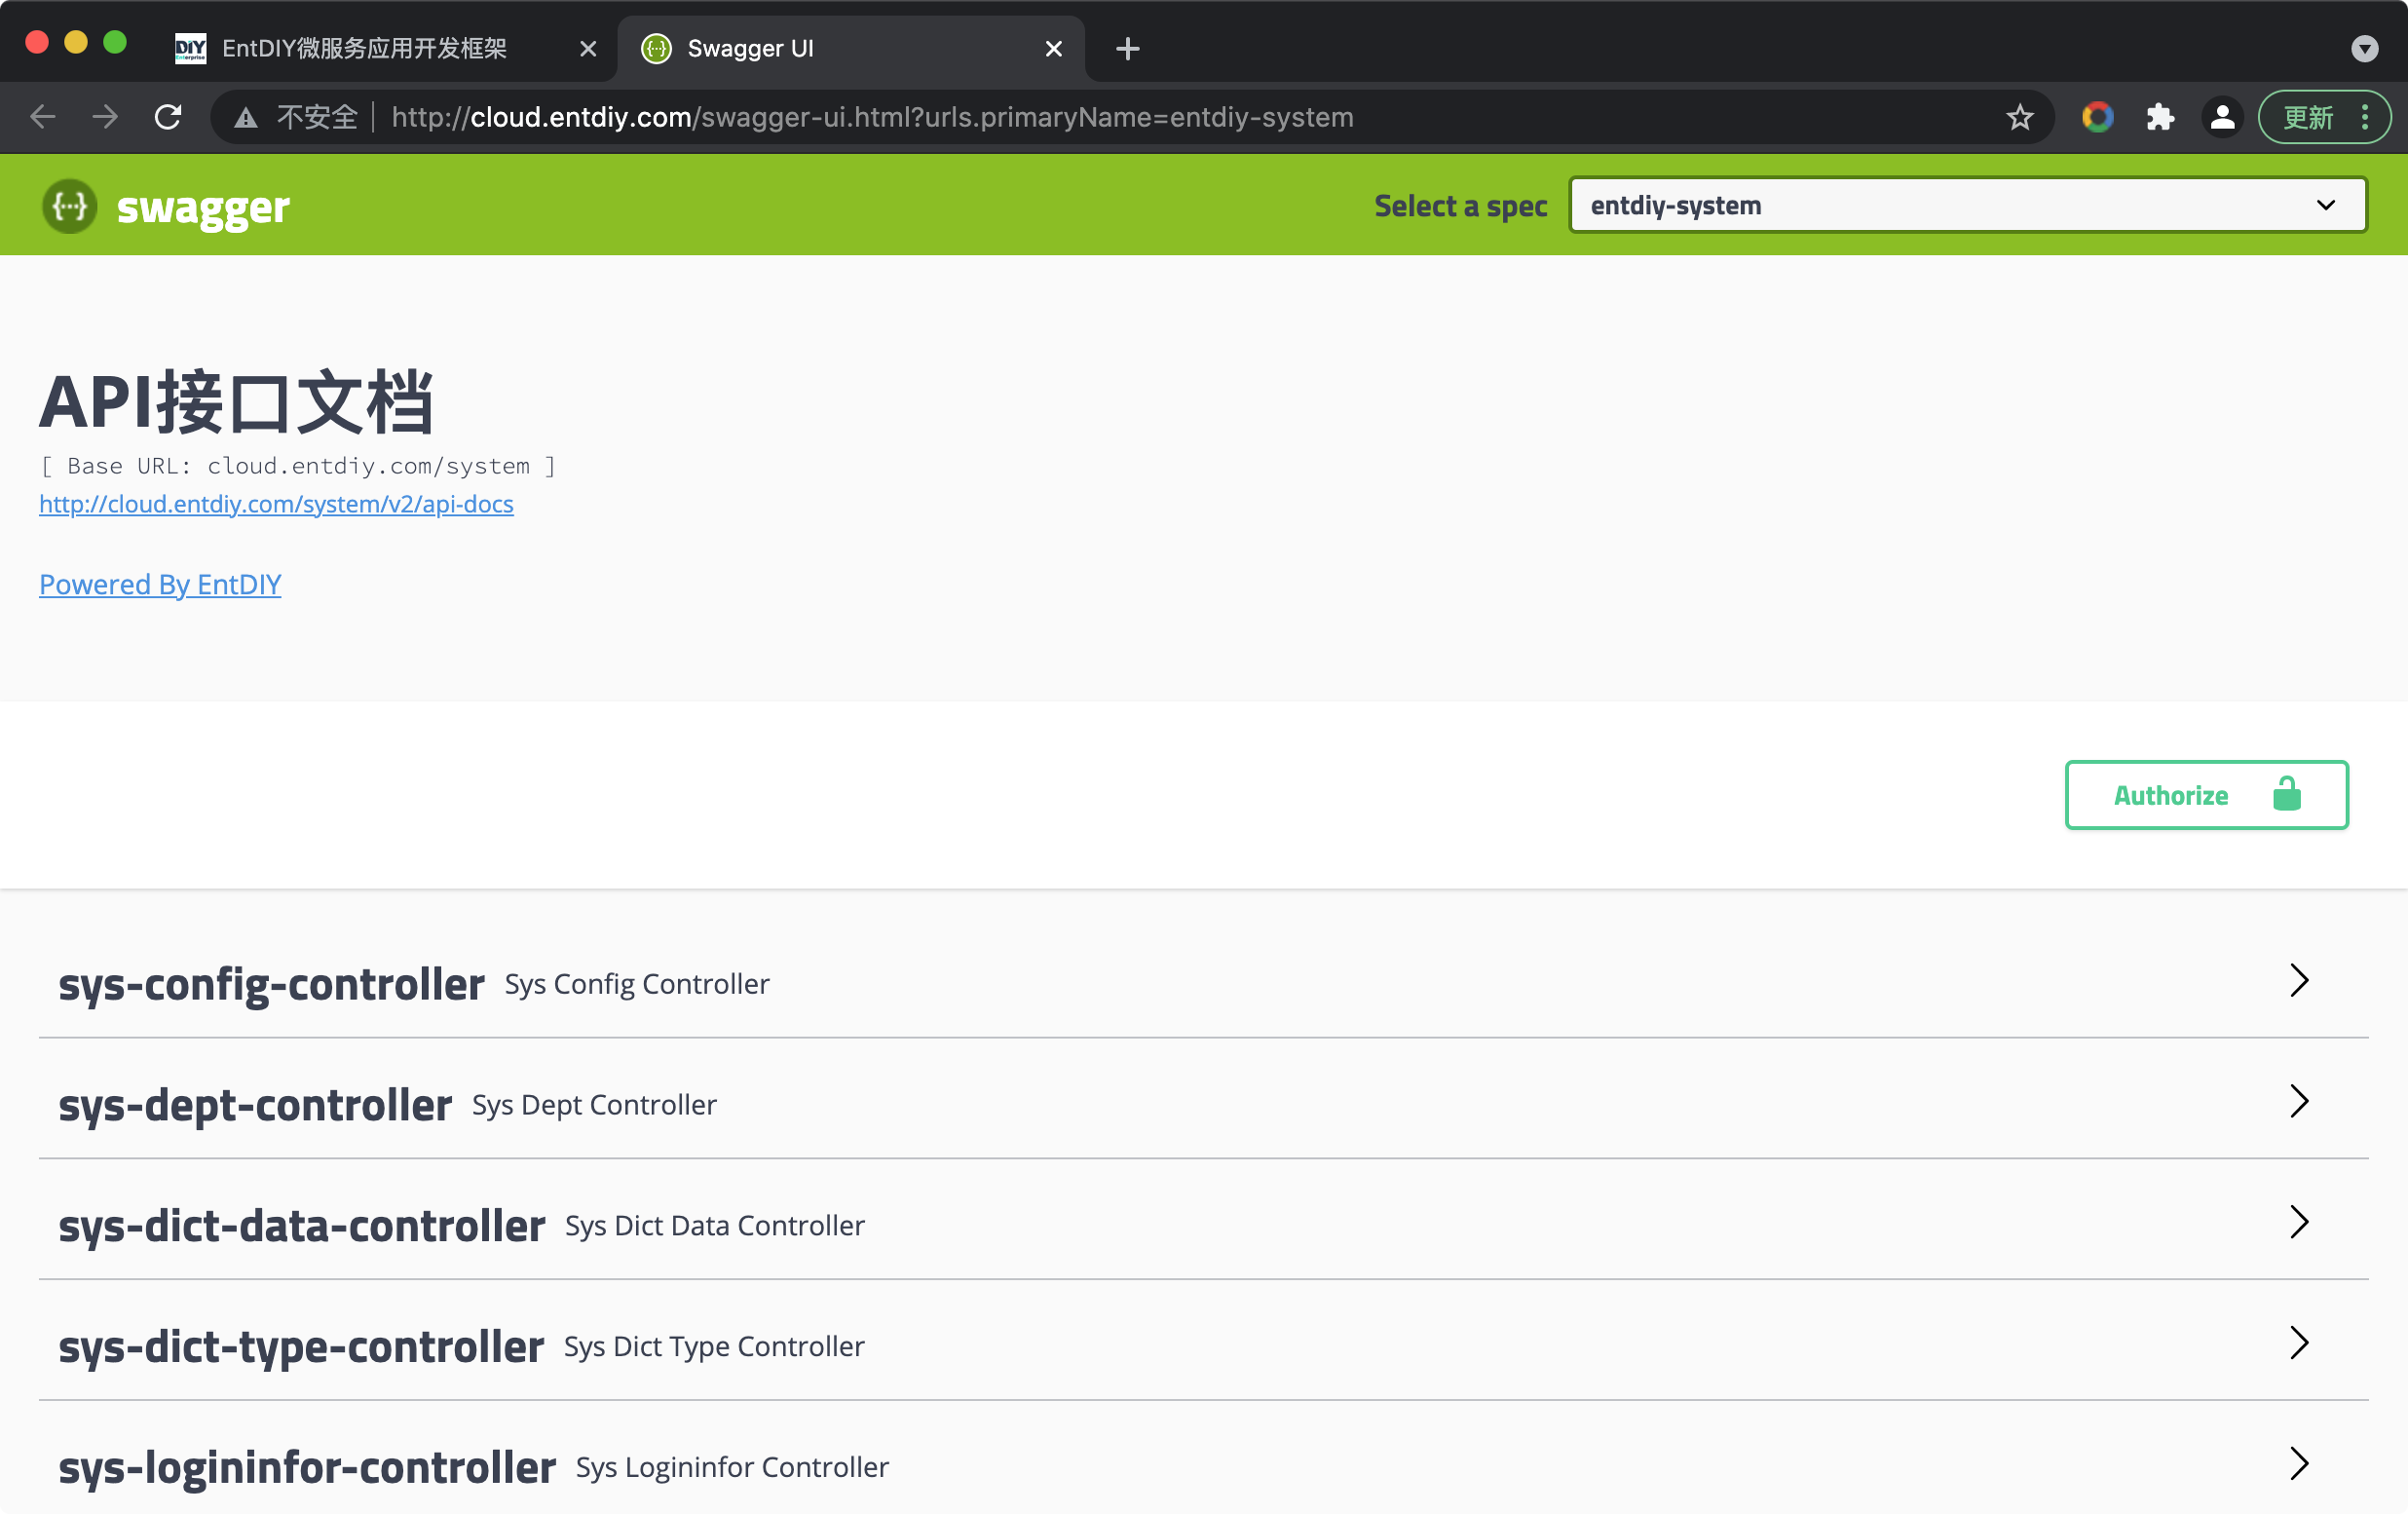 EntDIY微服务应用开发框架
Swagger UI
不安全 http://cloud.entdiy.com/swagger-ui.html?urls.primaryName=entdiy-system
更新
swagger
Select a spec
entdiy-system
API接口文档
[ Base URL: cloud.entdiy.com/system ]
http://cloud.entdiy.com/system/v2/api-docs
Powered By EntDIY
Authorize
sys-config-controller Sys Config Controller
sys-dept-controller Sys Dept Controller
sys-dict-data-controller Sys Dict Data Controller
sys-dict-type-controller Sys Dict Type Controller
sys-logininfor-controller Sys Logininfor Controller